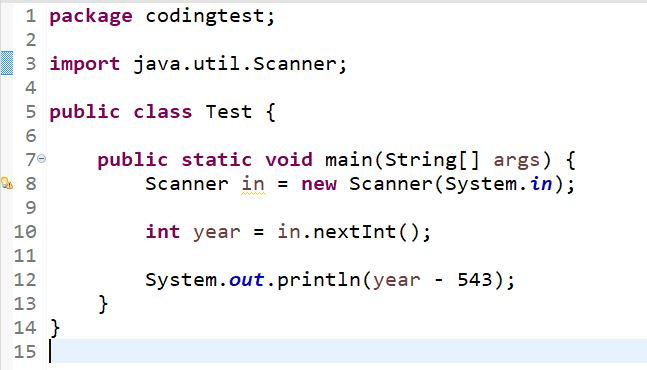 1 package codingtest;
2
3 import java.util.Scanner;
4
5 public class Test {
6
7     public static void main(String[] args) {
8         Scanner in = new Scanner(System.in);
9
10         int year = in.nextInt();
11
12         System.out.println(year - 543);
13     }
14 }
15